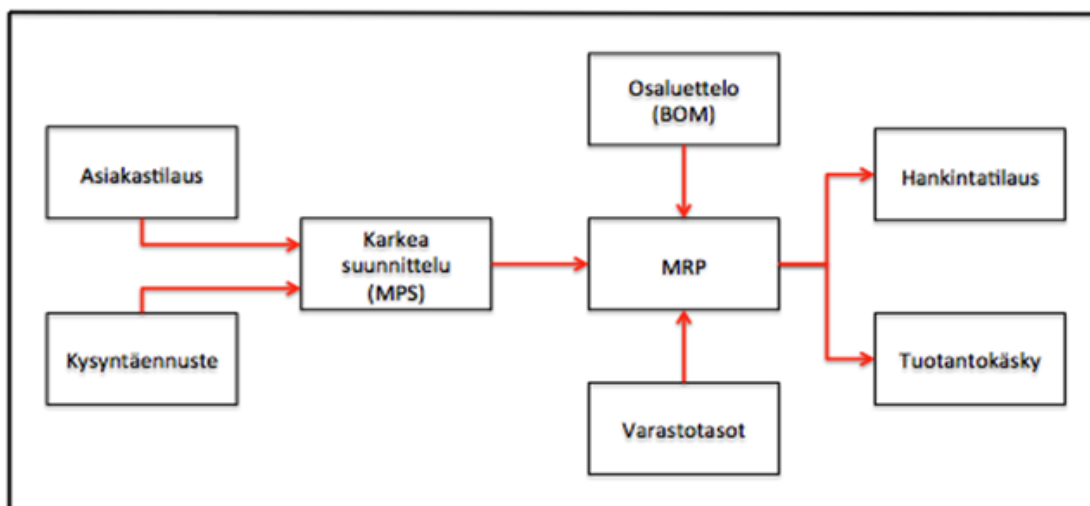 Osaluettelo
(BOM)
Asiakastilaus
Hankintatilaus
Karkea
suunnittelu
(MPS)
MRP
Kysyntäennuste
Tuotantokäsky
Varastotasot